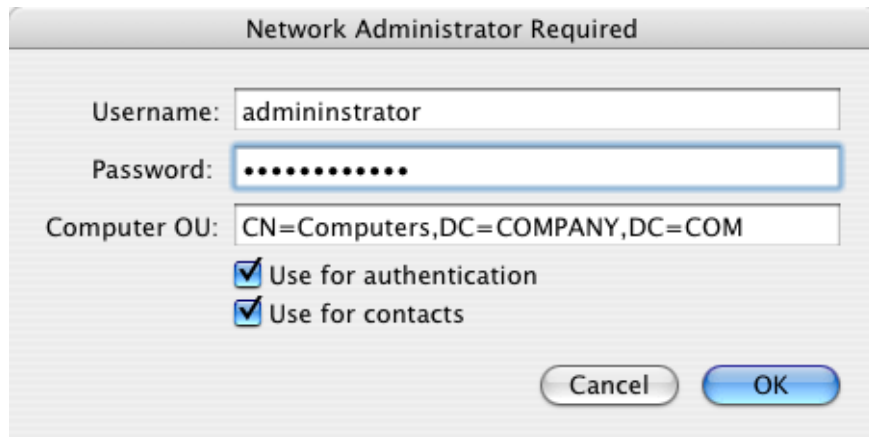 Network Administrator Required
Username: admininstrator
Password: ••••••••••••
Computer OU: CN=Computers,DC=COMPANY,DC=COM
Use for authentication
Use for contacts
Cancel OK